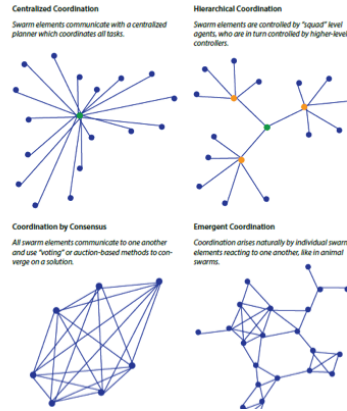 Centralized Coordination
Swarm elements communicate with a centralized
planner which coordinates all tasks.
Hierarchical Coordination
Swarm elements are controlled by "squad" level
agents, who are in turn controlled by higher-level
controllers.
Coordination by Consensus
All swarm elements communicate to one another
and use "voting" or auction-based methods to con-
verge on a solution.
Emergent Coordination
Coordination arises naturally by individual swarm
elements reacting to one another, like in animal
swarms.